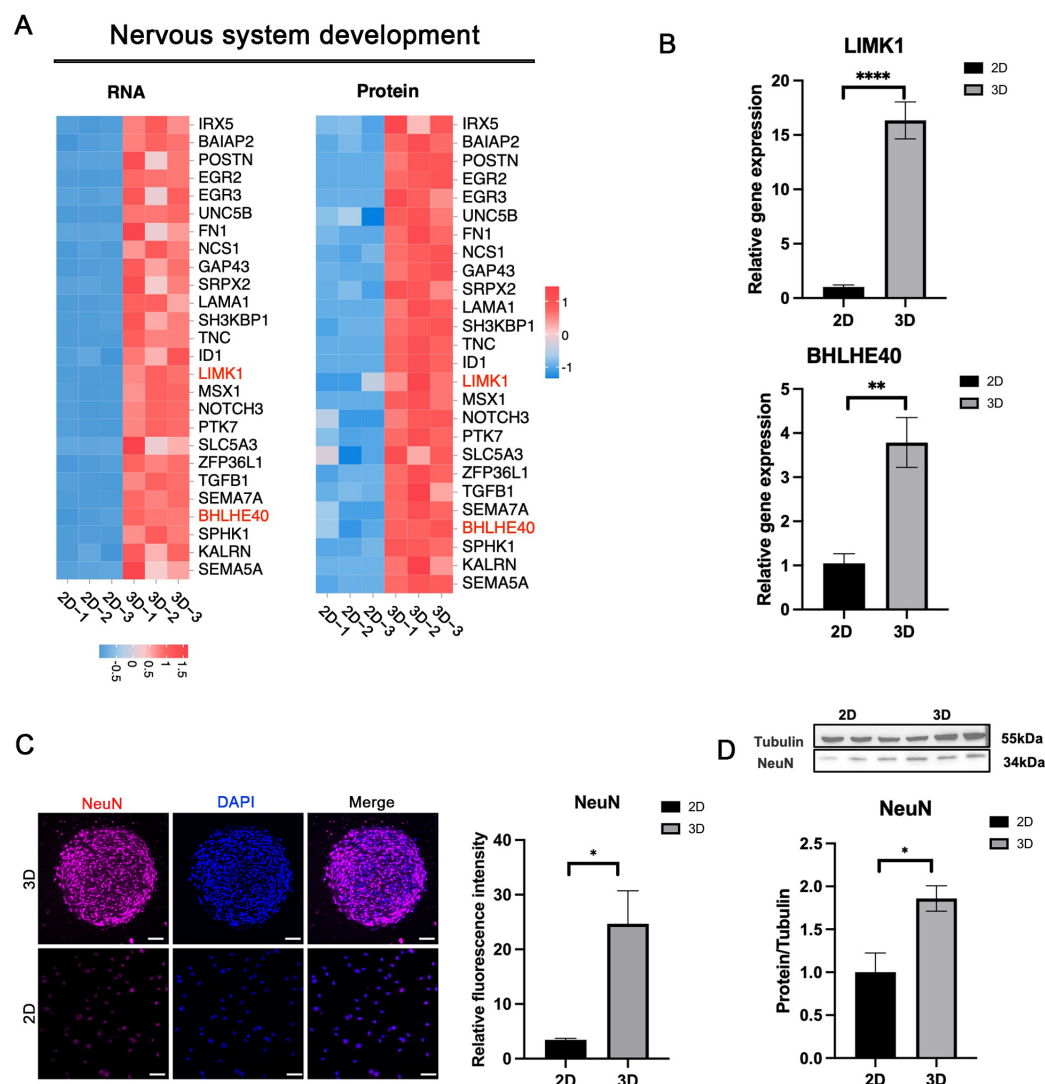 A
Nervous system development
RNA
IRX5
BAIAP2
POSTN
EGR2
EGR3
UNC5B
FN1
NCS1
GAP43
SRPX2
LAMA1
SH3KBP1
TNC
ID1
LIMK1
MSX1
NOTCH3
PTK7
SLC5A3
ZFP36L1
TGFB1
SEMA7A
BHLHE40
SPHK1
KALRN
SEMA5A
2D-1 2D-2 2D-3 3D-1 3D-2 3D-3
-0.5 0 0.5 1 1.5
Protein
IRX5
BAIAP2
POSTN
EGR2
EGR3
UNC5B
FN1
NCS1
GAP43
SRPX2
LAMA1
SH3KBP1
TNC
ID1
LIMK1
MSX1
NOTCH3
PTK7
SLC5A3
ZFP36L1
TGFB1
SEMA7A
BHLHE40
SPHK1
KALRN
SEMA5A
2D-1 2D-2 2D-3 3D-1 3D-2 3D-3
1
0
-1
B
LIMK1
2D
3D
****
Relative gene expression
20
15
10
5
0
2D 3D
BHLHE40
2D
3D
**
Relative gene expression
5
4
3
2
1
0
2D 3D
C
NeuN DAPI Merge
3D
2D
NeuN
2D
3D
*
Relative fluorescence intensity
40
30
20
10
0
2D 3D
D
2D 3D
Tubulin 55kDa
NeuN 34kDa
NeuN
2D
3D
*
Protein/Tubulin
2.5
2.0
1.5
1.0
0.5
0.0
2D 3D